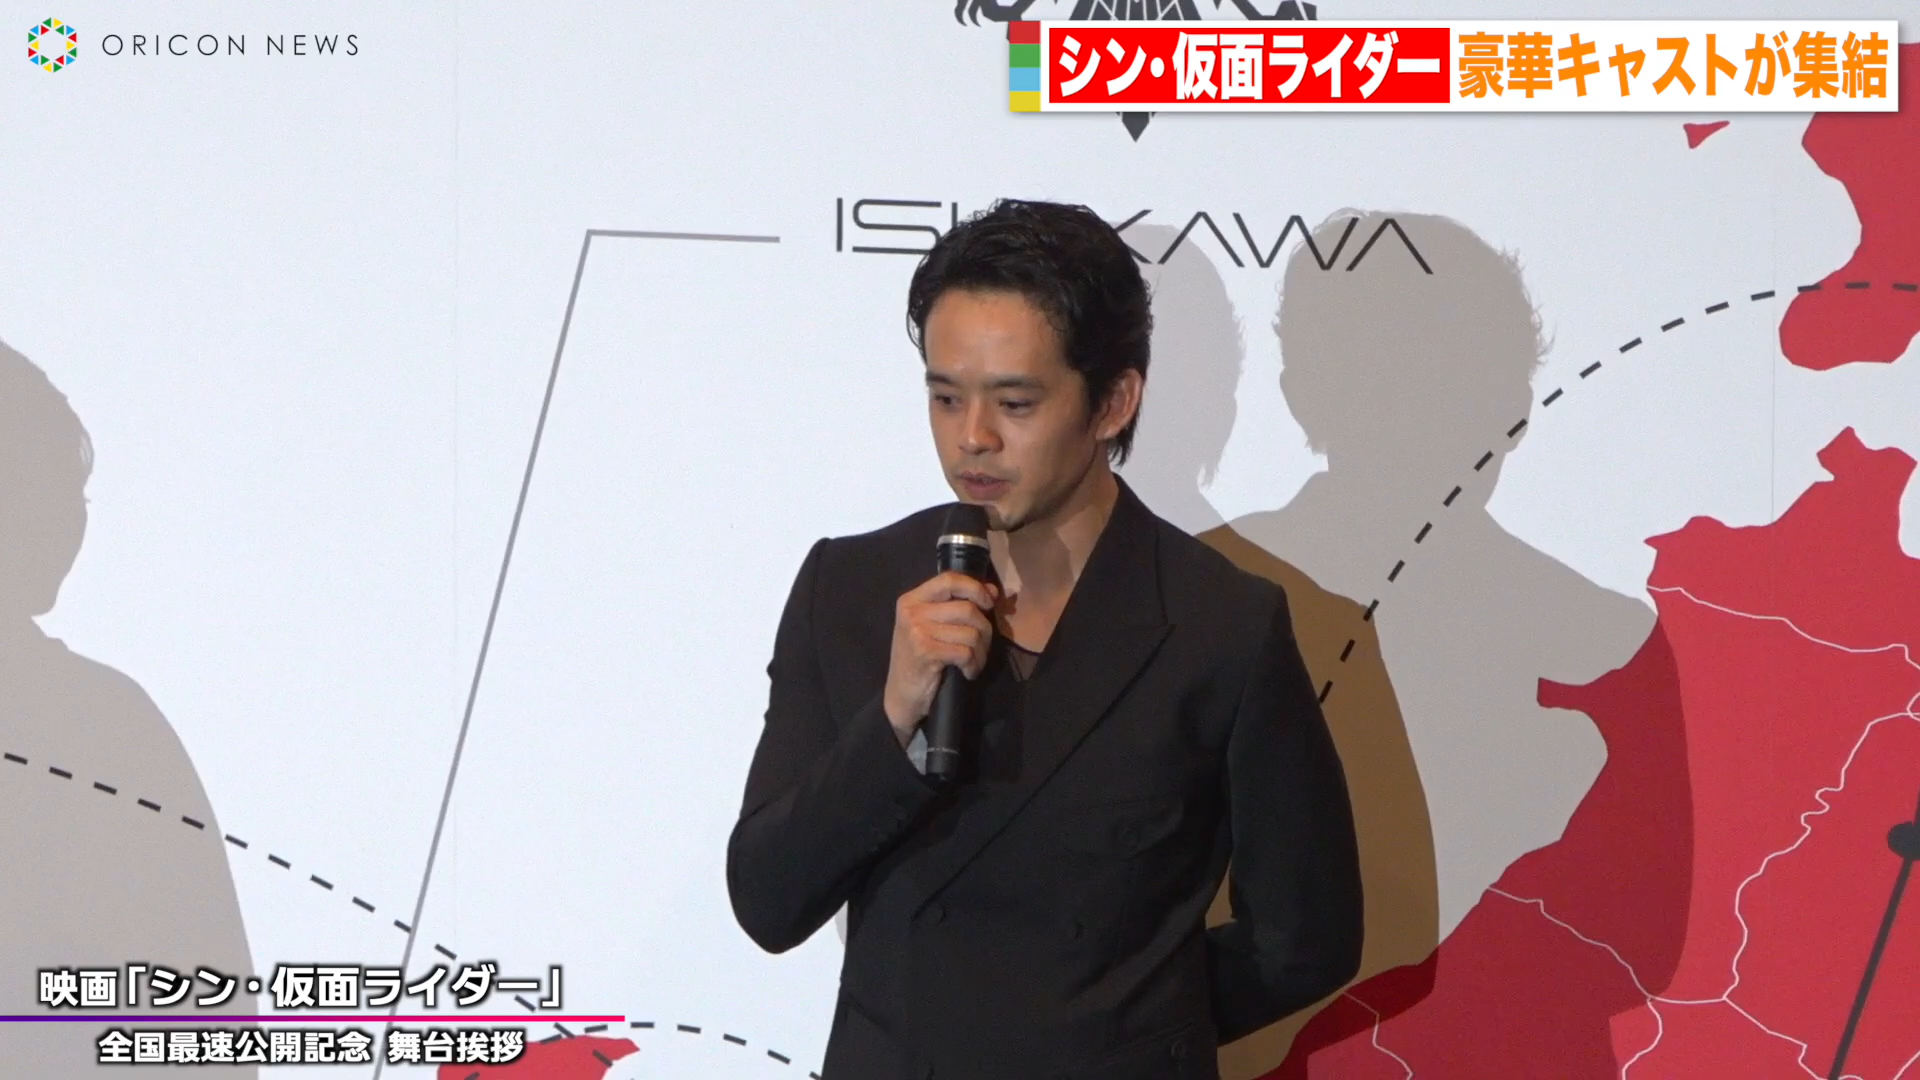 ORICON NEWS
シン・仮面ライダー 豪華キャストが集結
ISHIKAWA
映画「シン・仮面ライダー」
全国最速公開記念 舞台挨拶